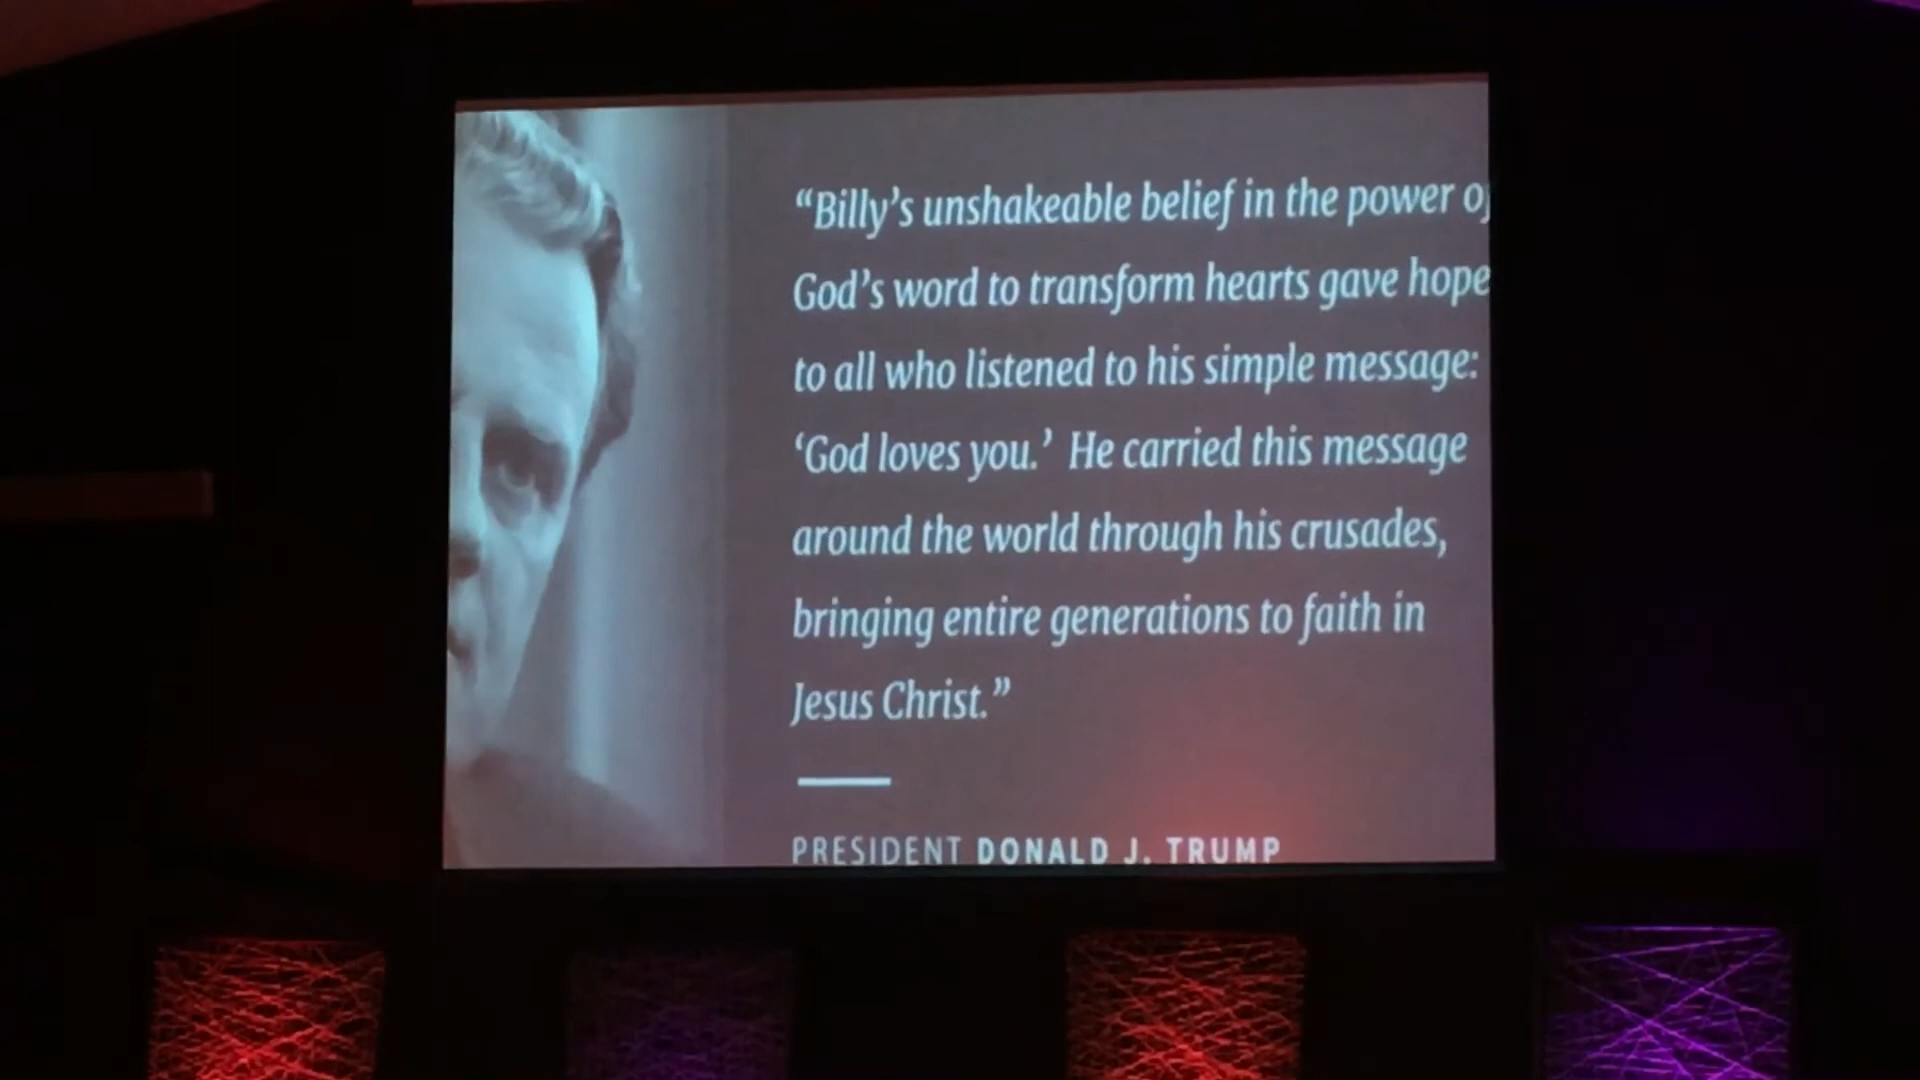 “Billy’s unshakeable belief in the power of
God’s word to transform hearts gave hope
to all who listened to his simple message:
‘God loves you.’ He carried this message
around the world through his crusades,
bringing entire generations to faith in
Jesus Christ.”
PRESIDENT DONALD J. TRUMP